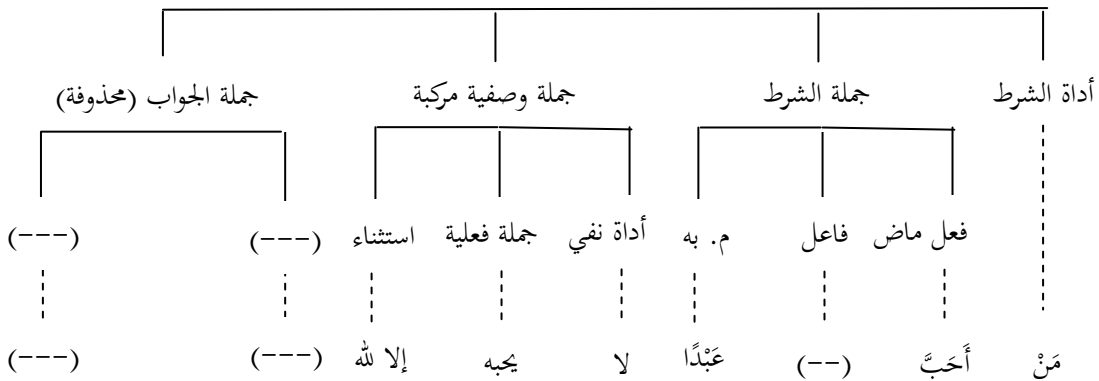 أداة الشرط جملة الشرط جملة وصفية مركبة جملة الجواب (محذوفة)
فعل ماض فاعل م. به أداة نفي جملة فعلية استثناء (---) (---)
مَنْ أَحَبَّ (--) عَبْدًا لا يحبه إلا لله (---) (---)